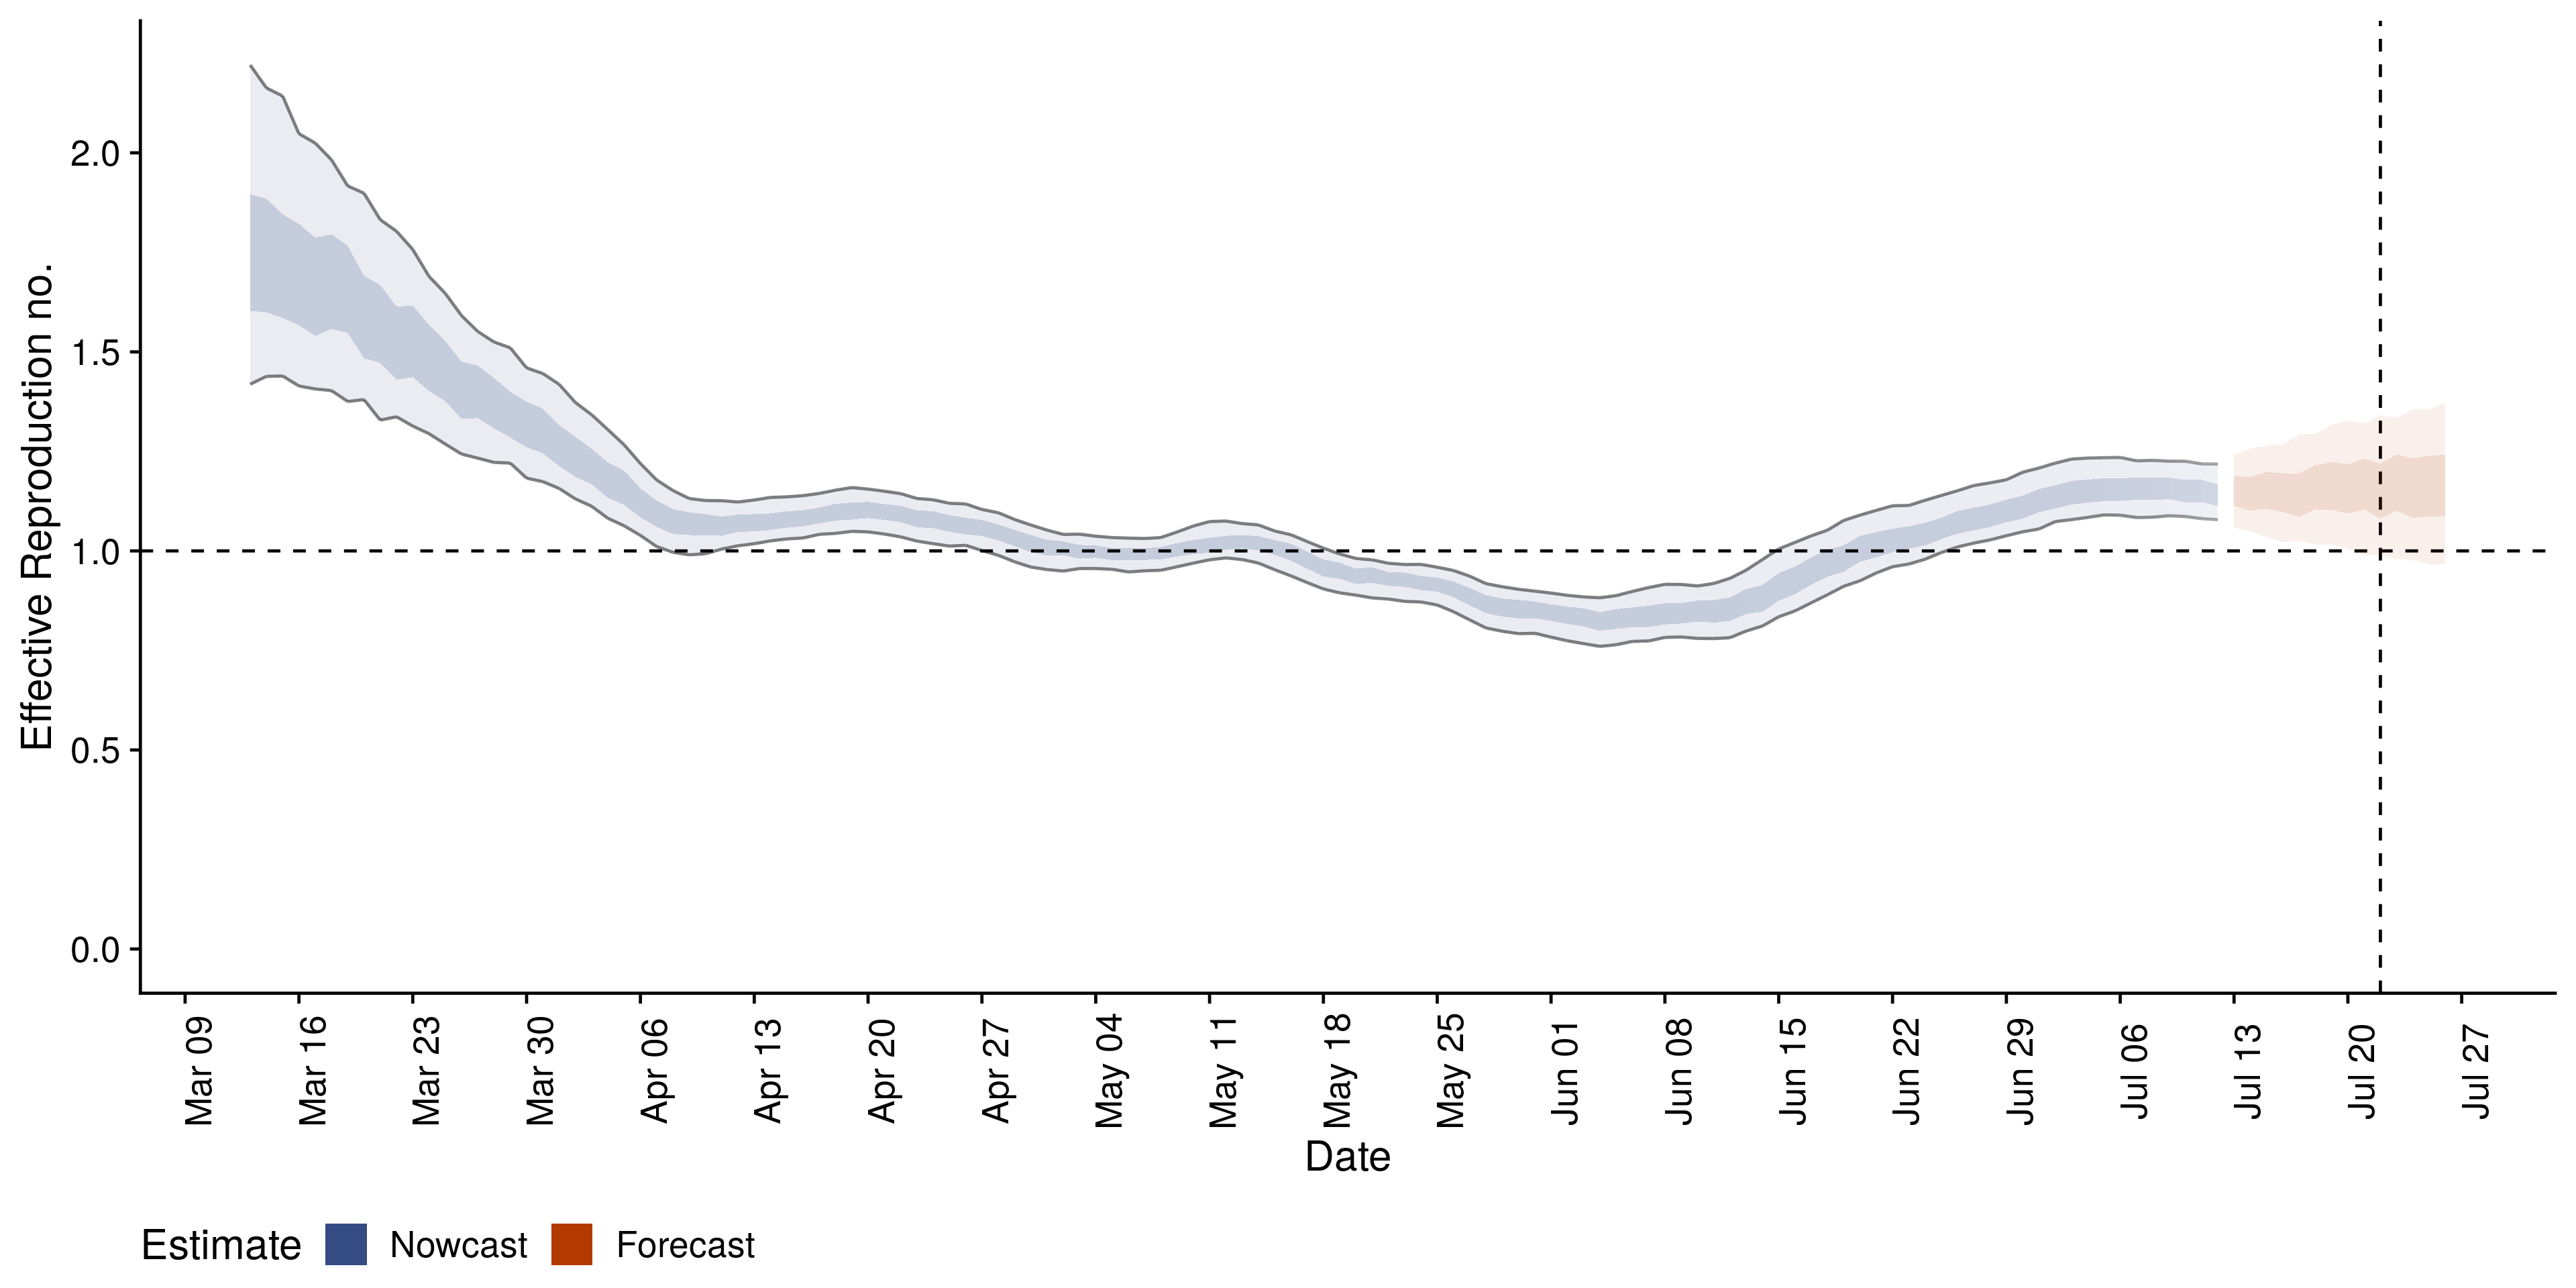 Effective Reproduction no.
2.0
1.5
1.0
0.5
0.0
Mar 09
Mar 16
Mar 23
Mar 30
Apr 06
Apr 13
Apr 20
Apr 27
May 04
May 11
May 18
May 25
Jun 01
Jun 08
Jun 15
Jun 22
Jun 29
Jul 06
Jul 13
Jul 20
Jul 27
Date
Estimate Nowcast Forecast